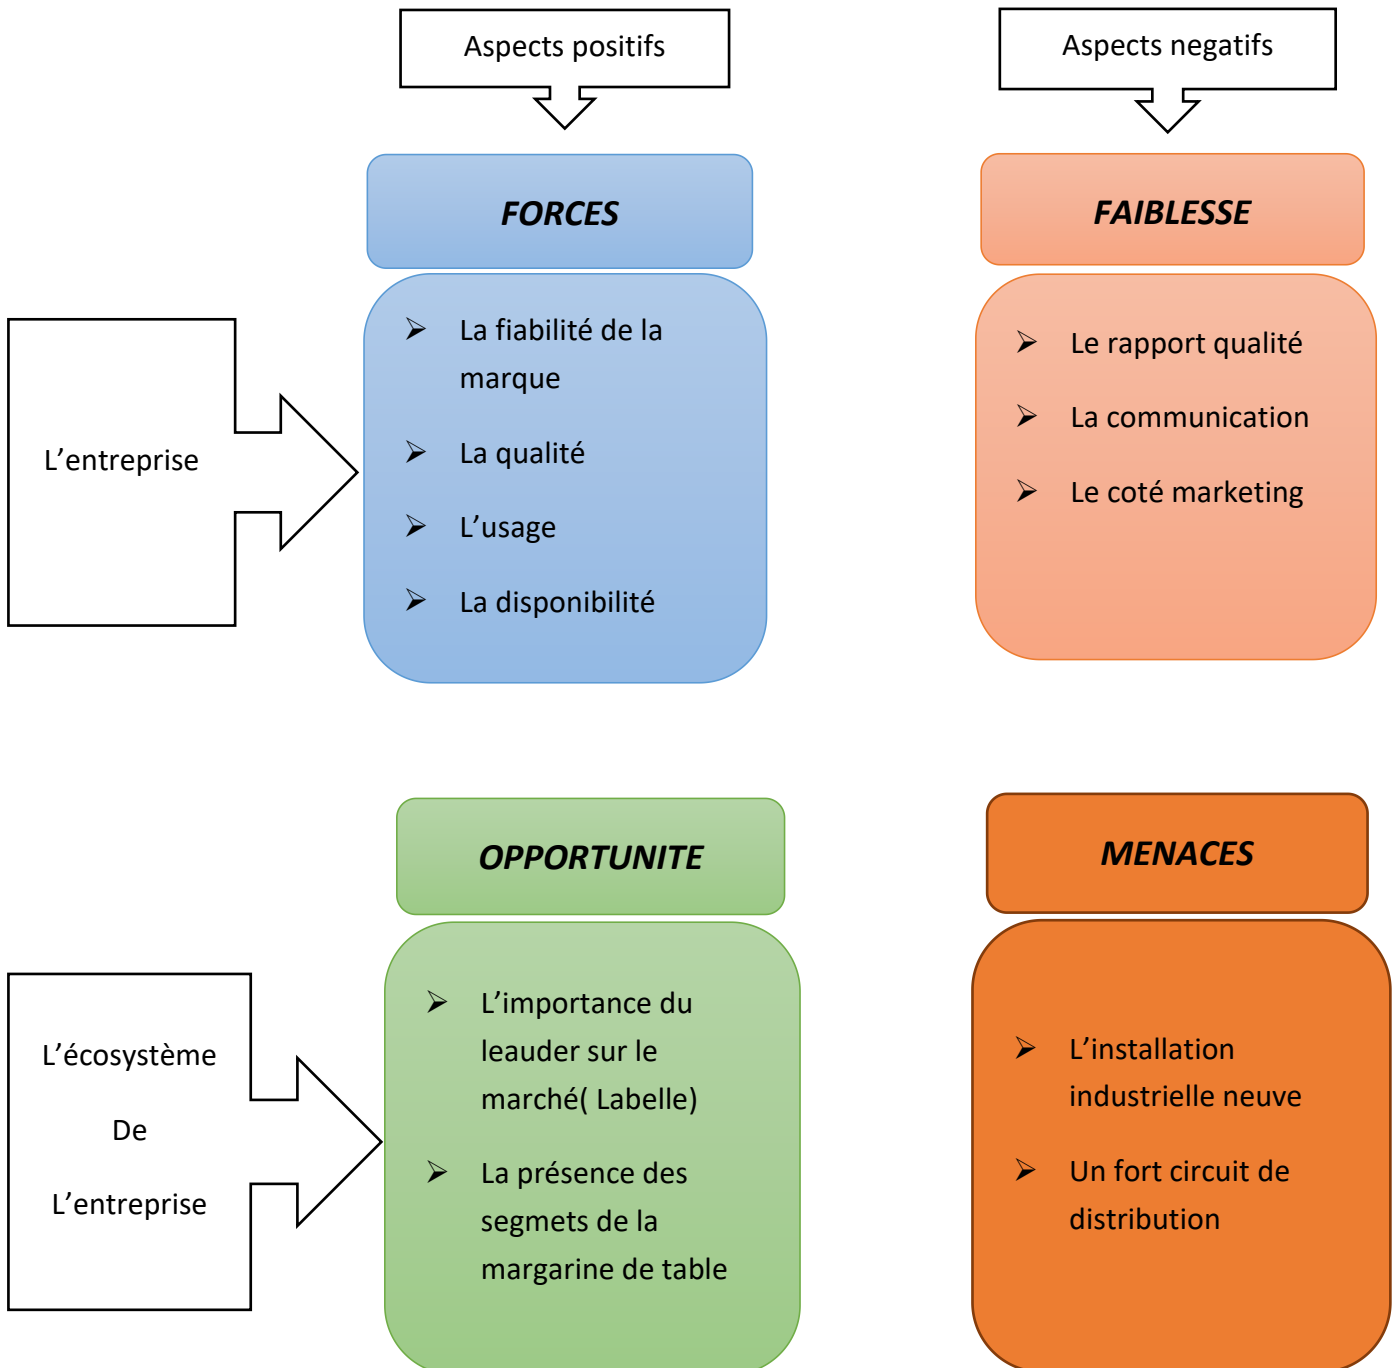 Aspects positifs
Aspects negatifs
FORCES
FAIBLESSE
L’entreprise
➢ La fiabilité de la
marque
➢ La qualité
➢ L’usage
➢ La disponibilité
➢ Le rapport qualité
➢ La communication
➢ Le coté marketing
OPPORTUNITE
MENACES
L’écosystème
De
L’entreprise
➢ L’importance du
leauder sur le
marché( Labelle)
➢ La présence des
segmets de la
margarine de table
➢ L’installation
industrielle neuve
➢ Un fort circuit de
distribution